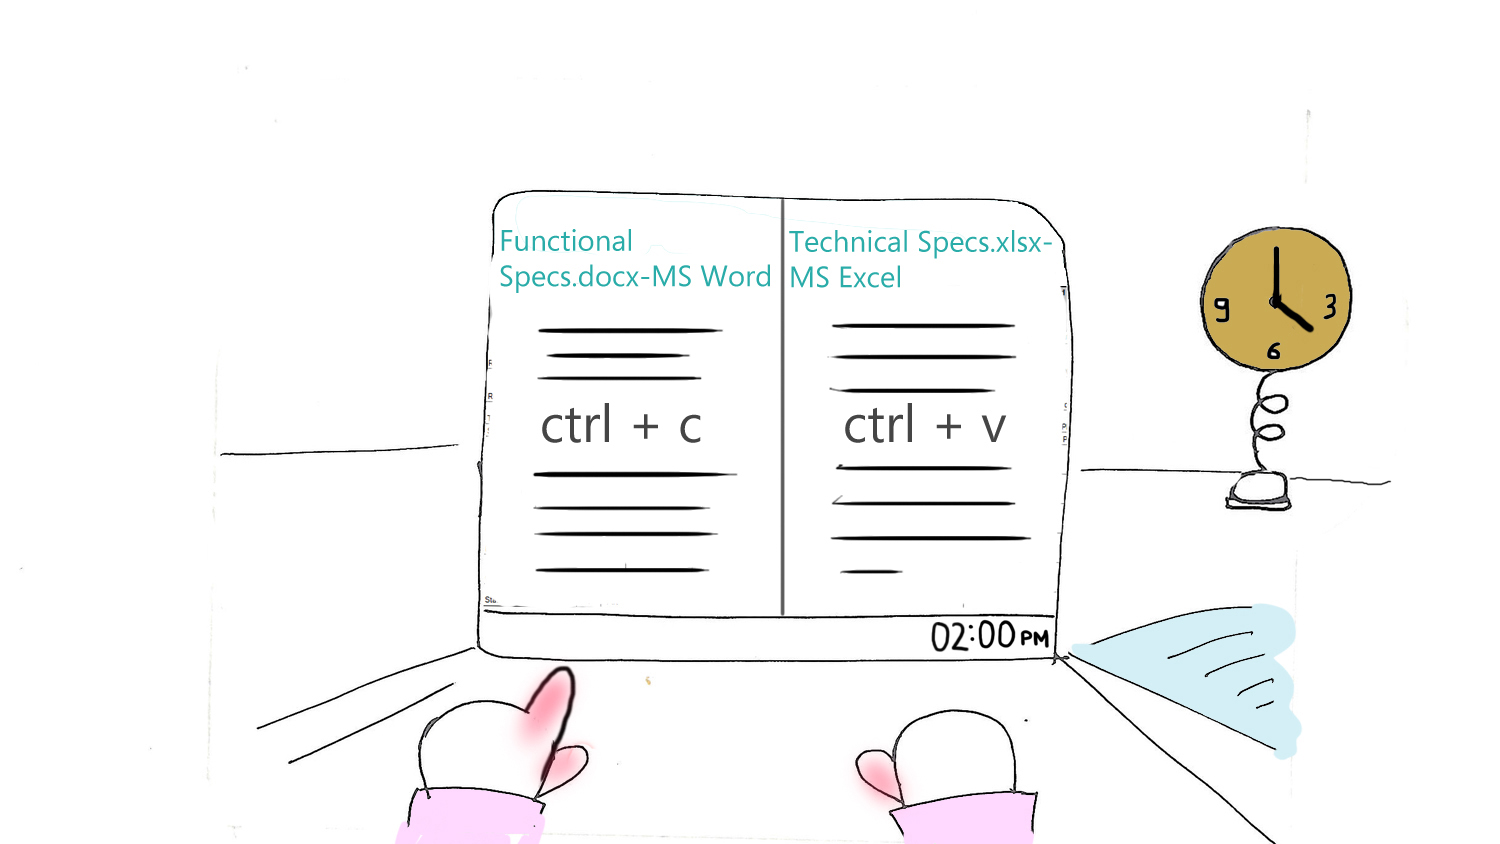 Functional
Specs.docx-MS Word
Technical Specs.xlsx-
MS Excel
ctrl + c
ctrl + v
02:00 PM
9
3
6